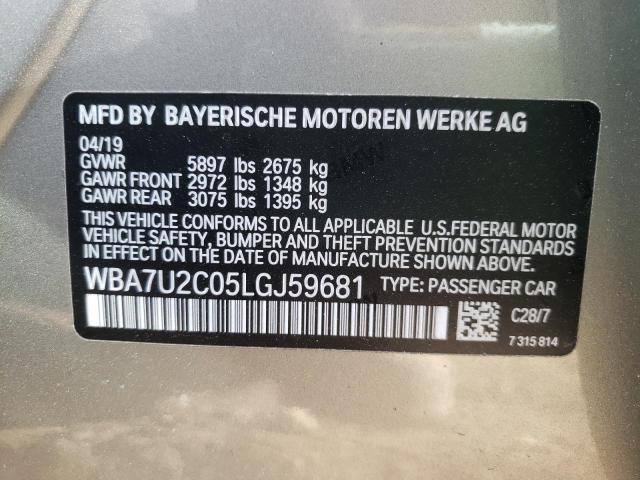 MFD BY BAYERISCHE MOTOREN WERKE AG
04/19
GVWR 5897 lbs 2675 kg
GAWR FRONT 2972 lbs 1348 kg
GAWR REAR 3075 lbs 1395 kg
THIS VEHICLE CONFORMS TO ALL APPLICABLE U.S.FEDERAL MOTOR
VEHICLE SAFETY, BUMPER AND THEFT PREVENTION STANDARDS
IN EFFECT ON THE DATE OF MANUFACTURE SHOWN ABOVE.
WBA7U2C05LGJ59681 TYPE: PASSENGER CAR
C28/7
7 315 814